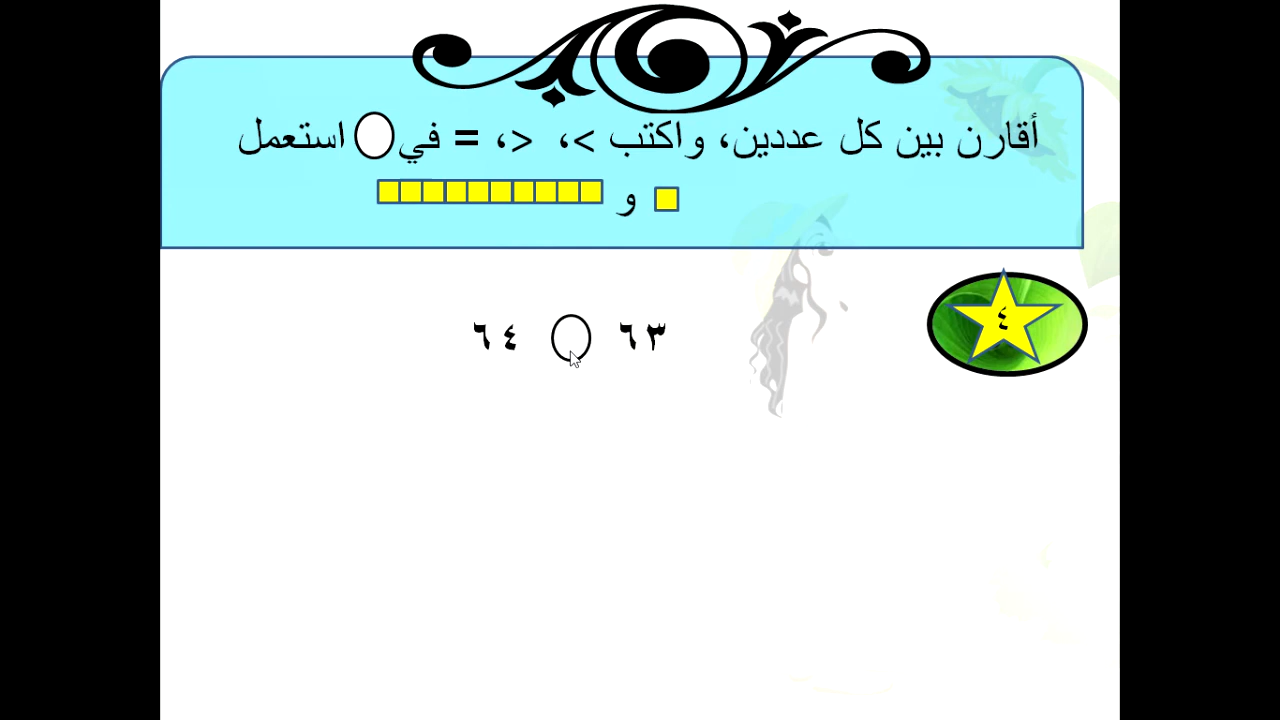 أقارن بين كل عددين، واكتب >، <، = في استعمل
و
٤
٦٣ ٦٤